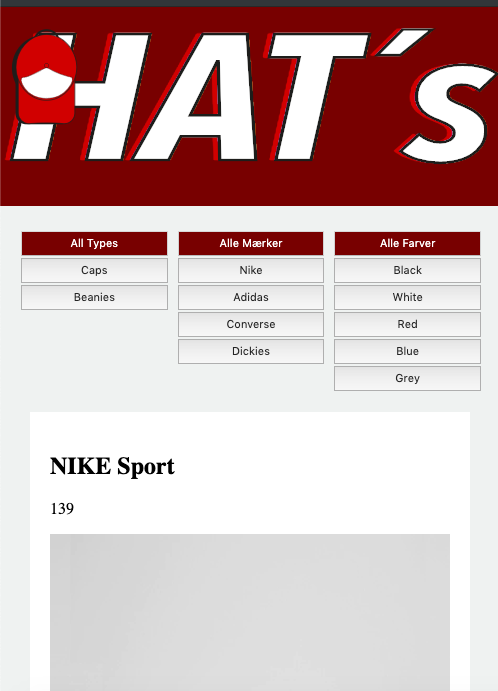 HAT´s
All Types
Caps
Beanies
Alle Mærker
Nike
Adidas
Converse
Dickies
Alle Farver
Black
White
Red
Blue
Grey
NIKE Sport
139